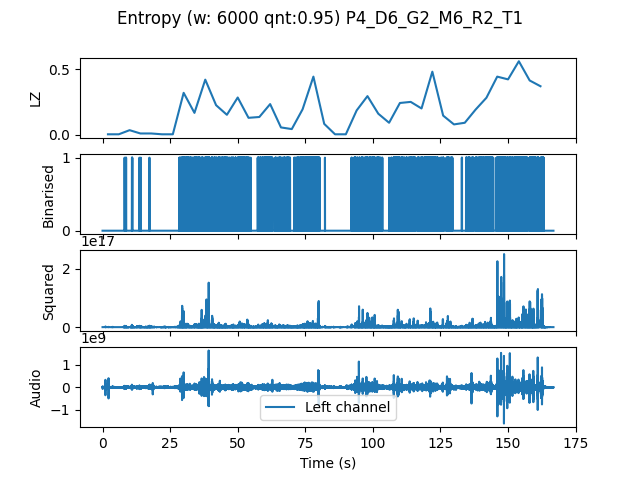 Entropy (w: 6000 qnt:0.95) P4_D6_G2_M6_R2_T1
LZ
0.5
0.0
Binarised
1
0
1e17
Squared
2
0
1e9
Audio
1
0
−1
Left channel
0 25 50 75 100 125 150 175
Time (s)